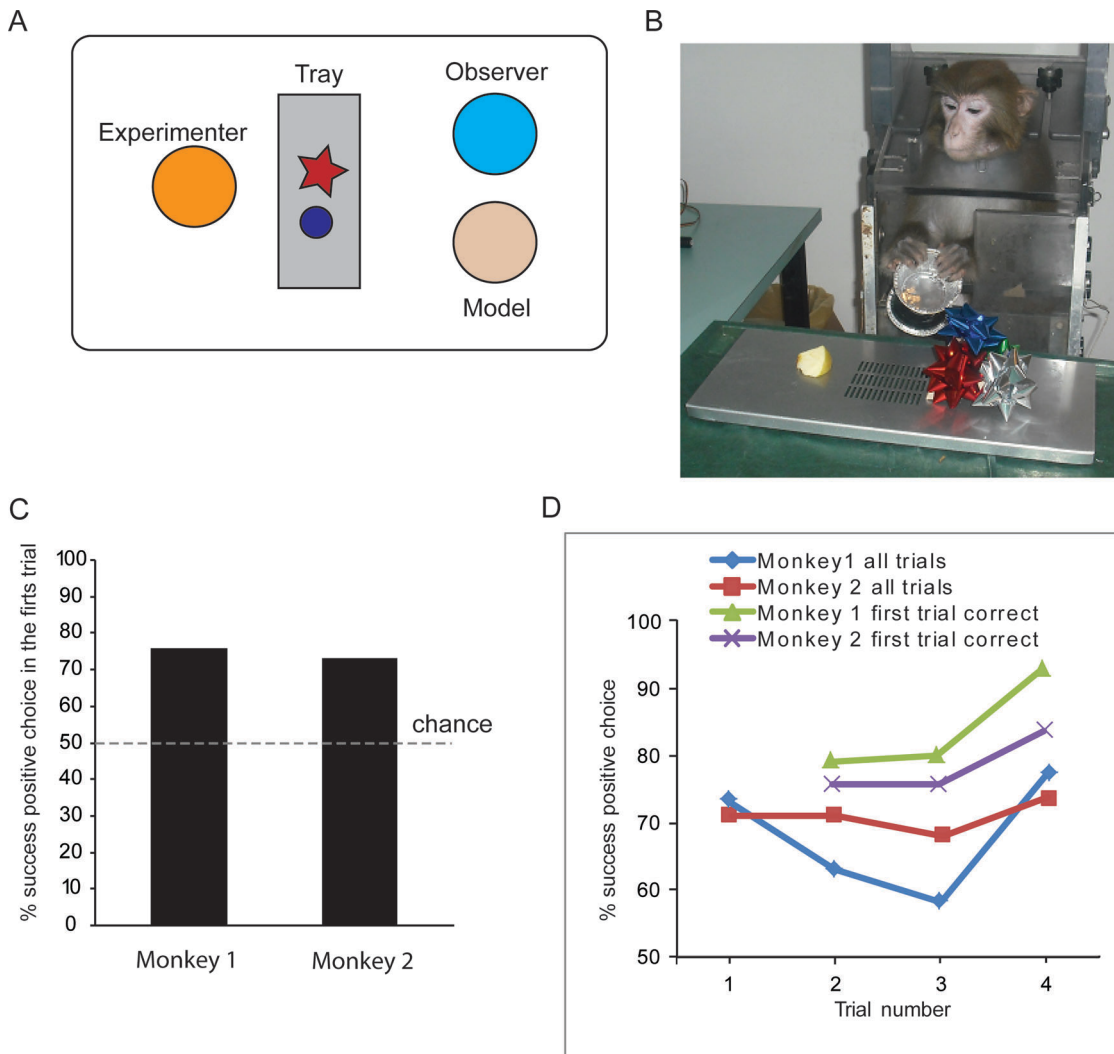 A
Tray
Observer
Experimenter
Model
B
C
% success positive choice in the firts trial
100
90
80
70
60
50
40
30
20
10
0
chance
Monkey 1
Monkey 2
D
Monkey1 all trials
Monkey 2 all trials
Monkey 1 first trial correct
Monkey 2 first trial correct
% success positive choice
100
90
80
70
60
50
1 2 3 4
Trial number